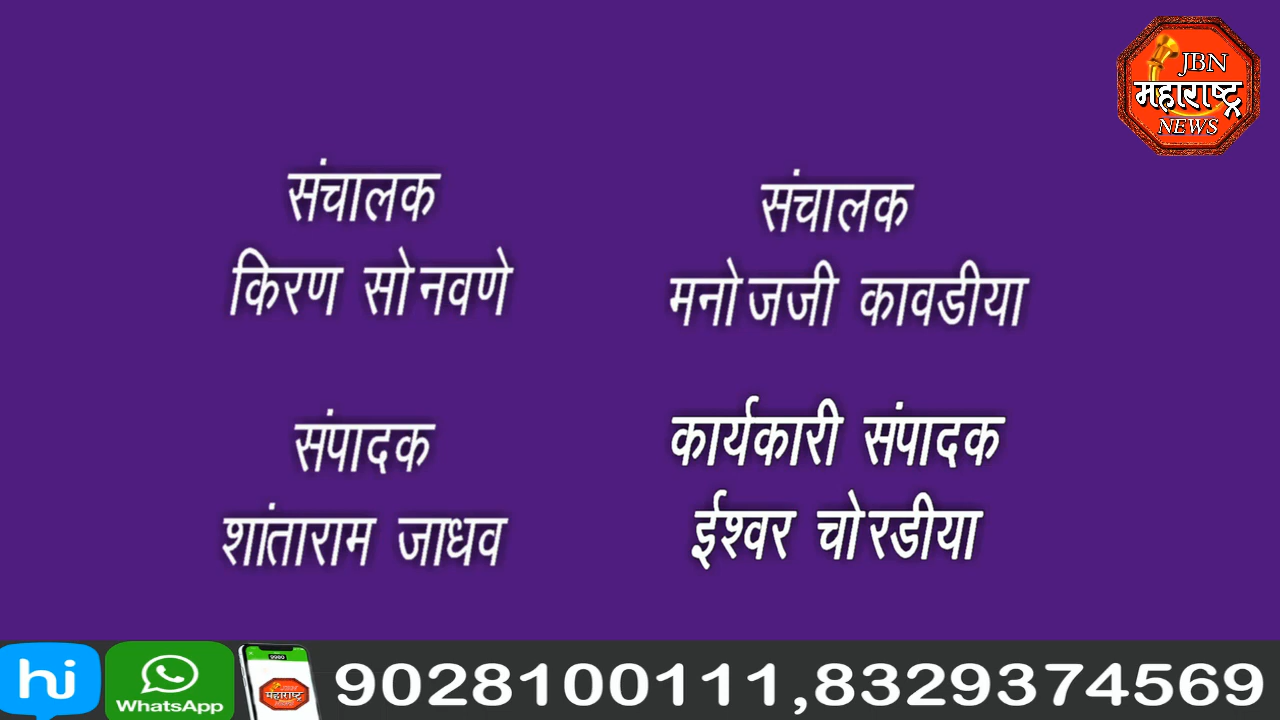 JBN
महाराष्ट्र
NEWS
संचालक
किरण सोनवणे
संचालक
मनोजजी कावडीया
संपादक
शांताराम जाधव
कार्यकारी संपादक
ईश्वर चोरडीया
hi
WhatsApp
महाराष्ट्र
9028100111,8329374569